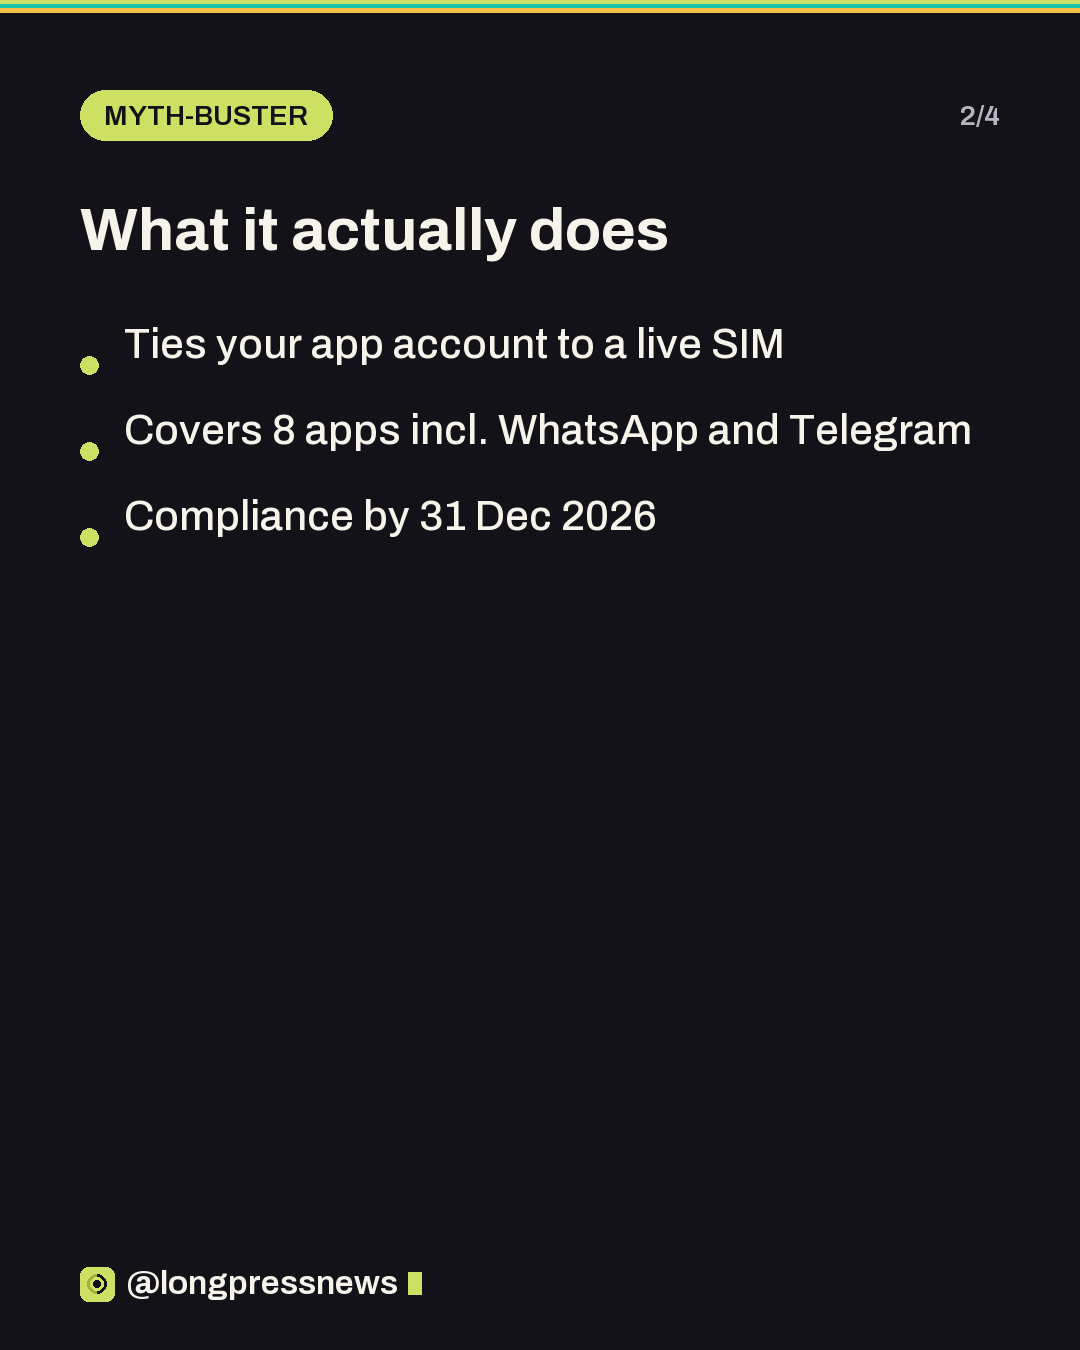 MYTH-BUSTER
2/4
What it actually does
Ties your app account to a live SIM
Covers 8 apps incl. WhatsApp and Telegram
Compliance by 31 Dec 2026
@longpressnews